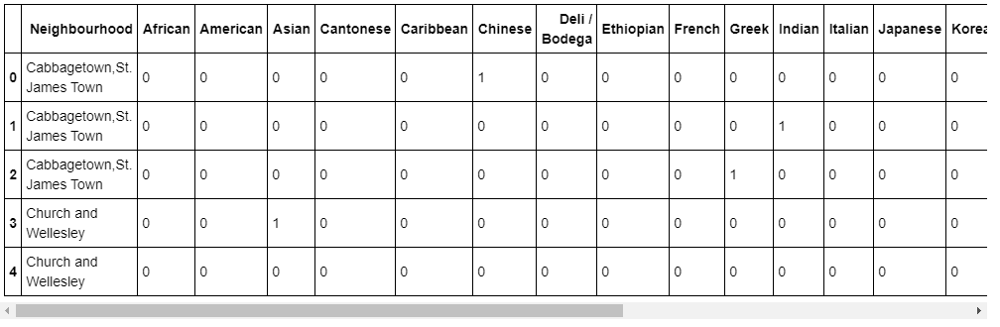 Neighbourhood African American Asian Cantonese Caribbean Chinese Deli / Bodega Ethiopian French Greek Indian Italian Japanese Korea
0 Cabbagetown,St. James Town 0 0 0 0 0 1 0 0 0 0 0 0 0 0
1 Cabbagetown,St. James Town 0 0 0 0 0 0 0 0 0 0 1 0 0 0
2 Cabbagetown,St. James Town 0 0 0 0 0 0 0 0 0 1 0 0 0 0
3 Church and Wellesley 0 0 1 0 0 0 0 0 0 0 0 0 0 0
4 Church and Wellesley 0 0 0 0 0 0 0 0 0 0 0 0 0 0